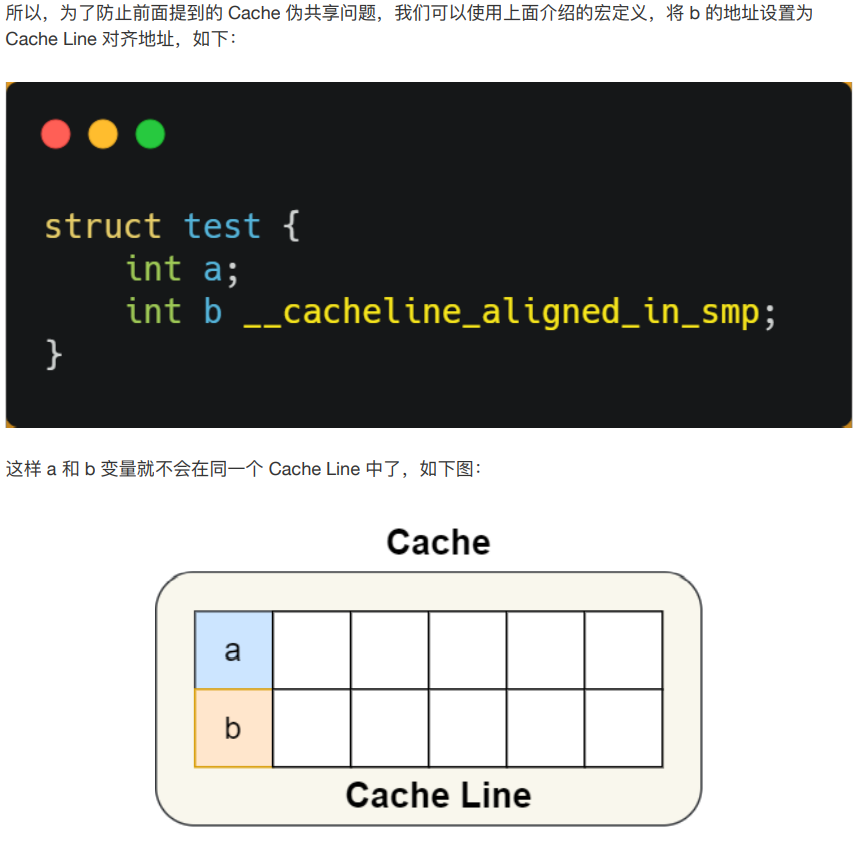 所以，为了防止前面提到的 Cache 伪共享问题，我们可以使用上面介绍的宏定义，将 b 的地址设置为
Cache Line 对齐地址，如下：
struct test {
    int a;
    int b __cacheline_aligned_in_smp;
}
这样 a 和 b 变量就不会在同一个 Cache Line 中了，如下图：
Cache
a
b
Cache Line